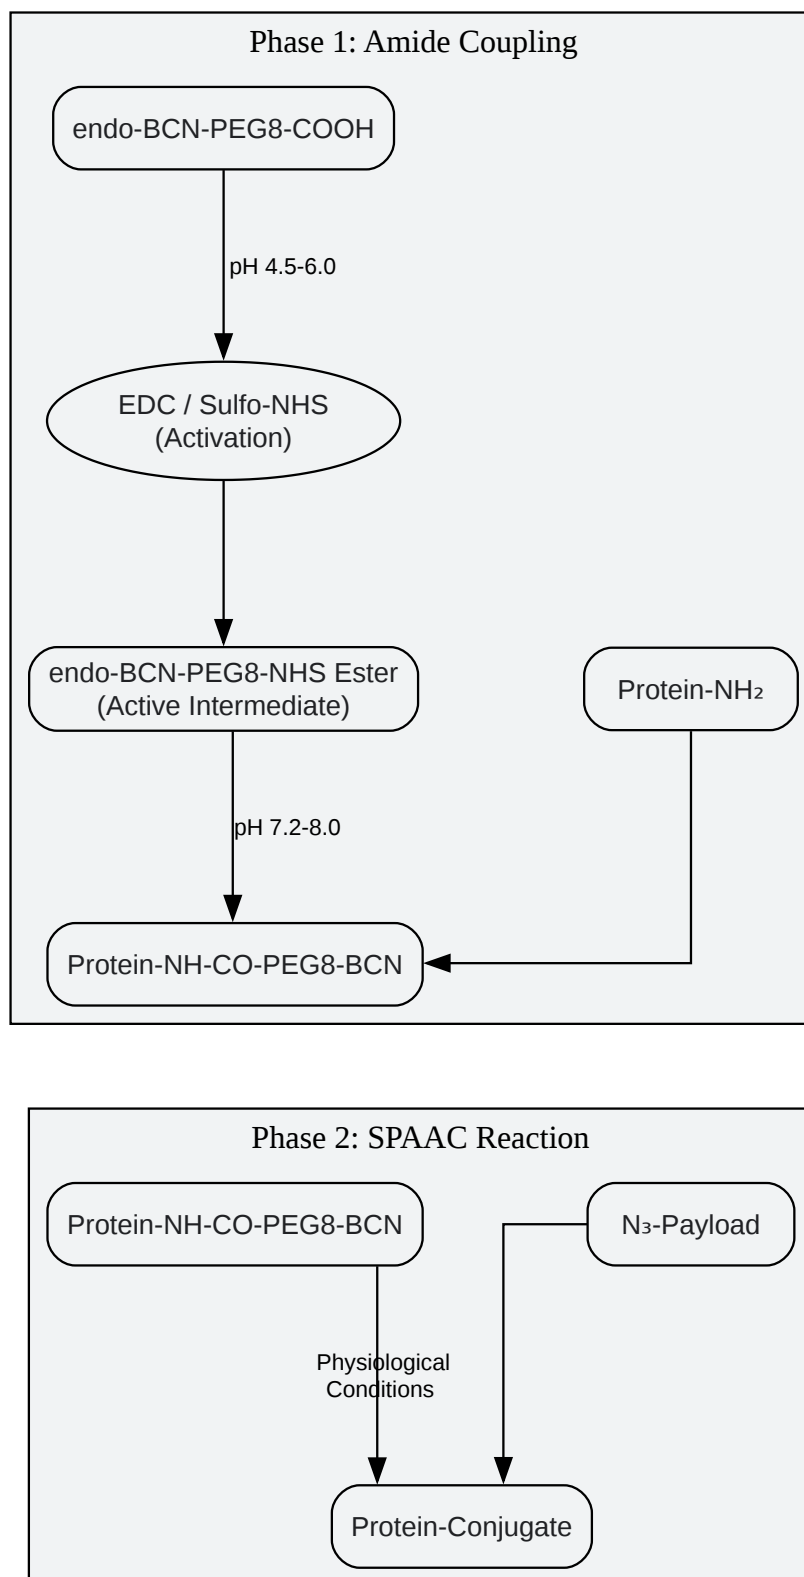 Phase 1: Amide Coupling
endo-BCN-PEG8-COOH
pH 4.5-6.0
EDC / Sulfo-NHS
(Activation)
endo-BCN-PEG8-NHS Ester
(Active Intermediate)
Protein-NH₂
pH 7.2-8.0
Protein-NH-CO-PEG8-BCN
Phase 2: SPAAC Reaction
Protein-NH-CO-PEG8-BCN
N₃-Payload
Physiological
Conditions
Protein-Conjugate